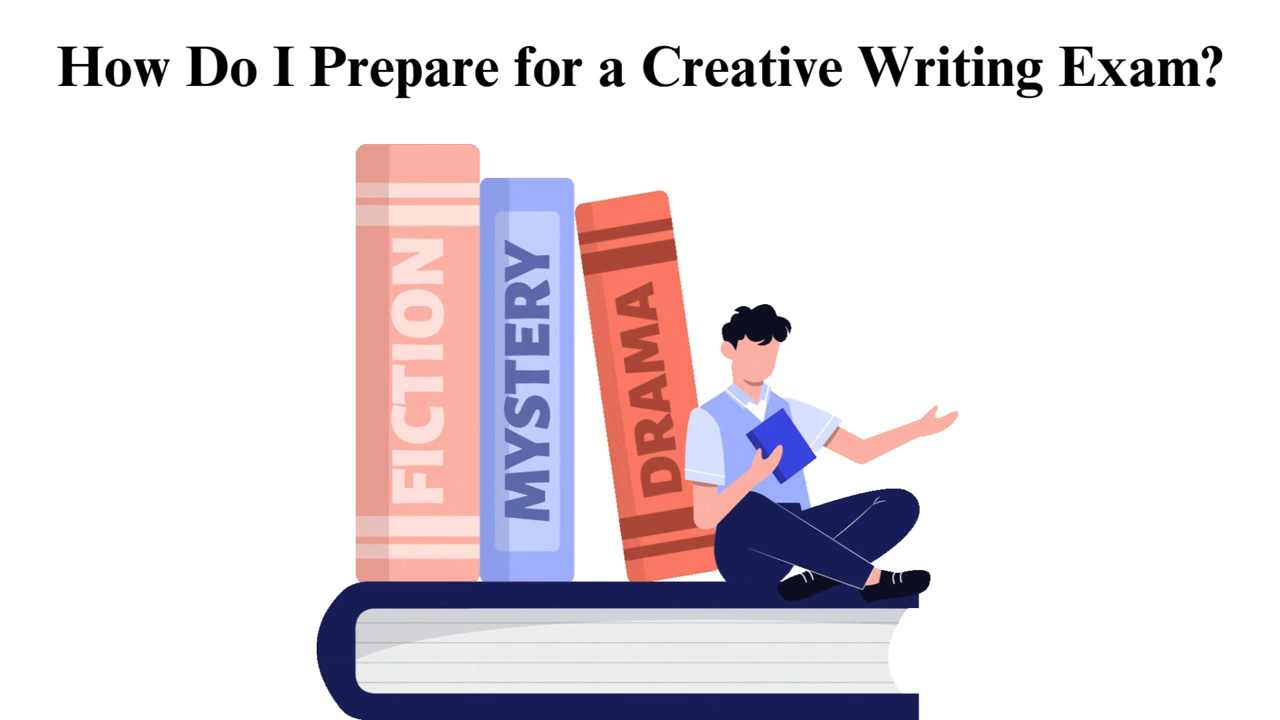 How Do I Prepare for a Creative Writing Exam?
FICTION
MYSTERY
DRAMA